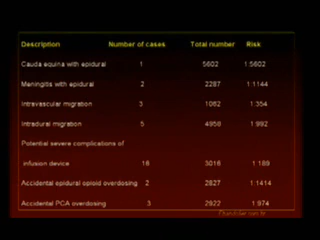 Description Number of cases Total number Risk
Cauda equina with epidural 1 5602 1:5602
Meningitis with epidural 2 2287 1:1144
Intravascular migration 3 1062 1:354
Intradural migration 5 4958 1:992
Potential severe complications of
infusion device 16 3016 1:189
Accidental epidural opioid overdosing 2 2827 1:1414
Accidental PCA overdosing 3 2922 1:974